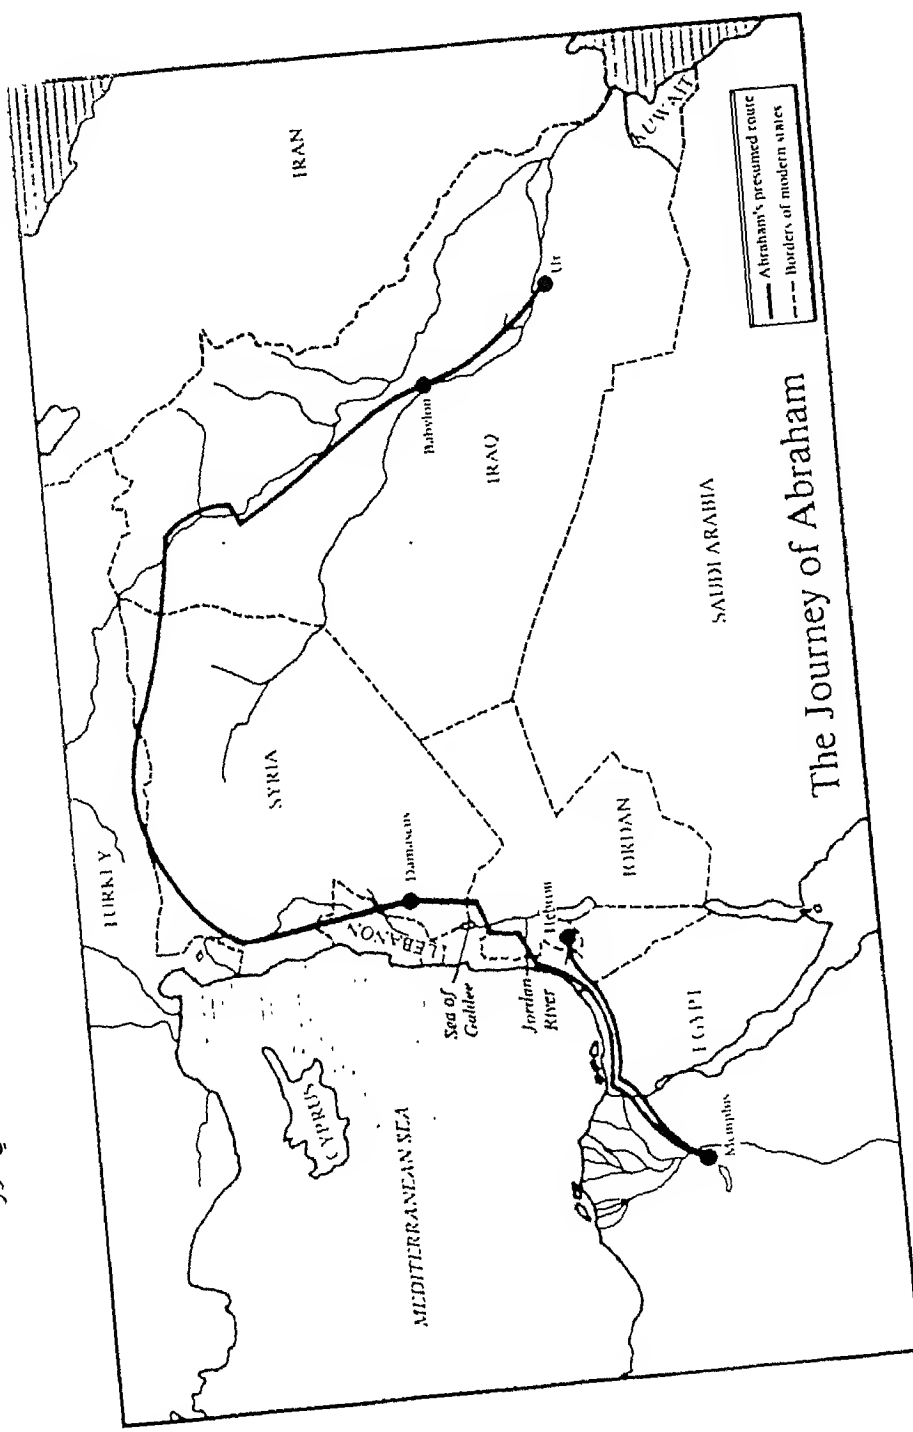 TURKEY
IRAN
SYRIA
CYPRUS
LEBANON
Damascus
MEDITERRANEAN SEA
Sea of
Galilee
Babylon
IRAQ
Jordan
River
Hebron
Ur
JORDAN
KUWAIT
EGYPT
Memphis
SAUDI ARABIA
Abraham's presumed route
Borders of modern states
The Journey of Abraham